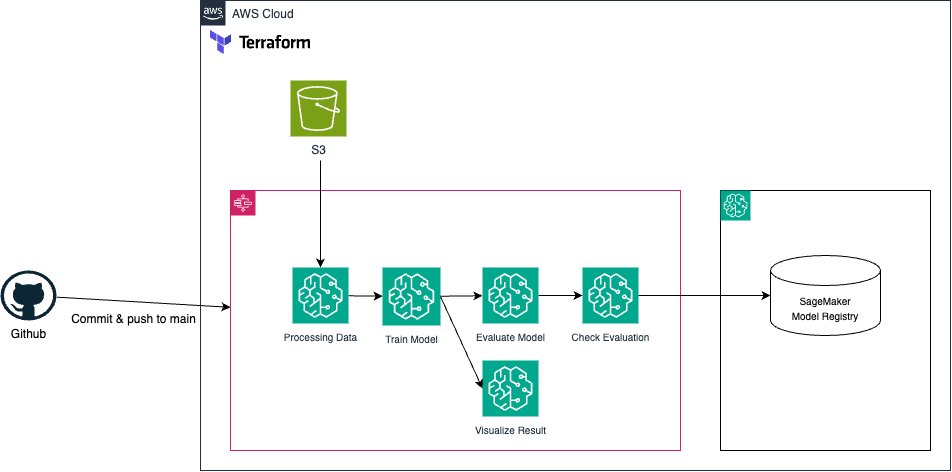 aws
AWS Cloud
Terraform
S3
Github
Commit & push to main
Processing Data
Train Model
Evaluate Model
Check Evaluation
Visualize Result
SageMaker
Model Registry